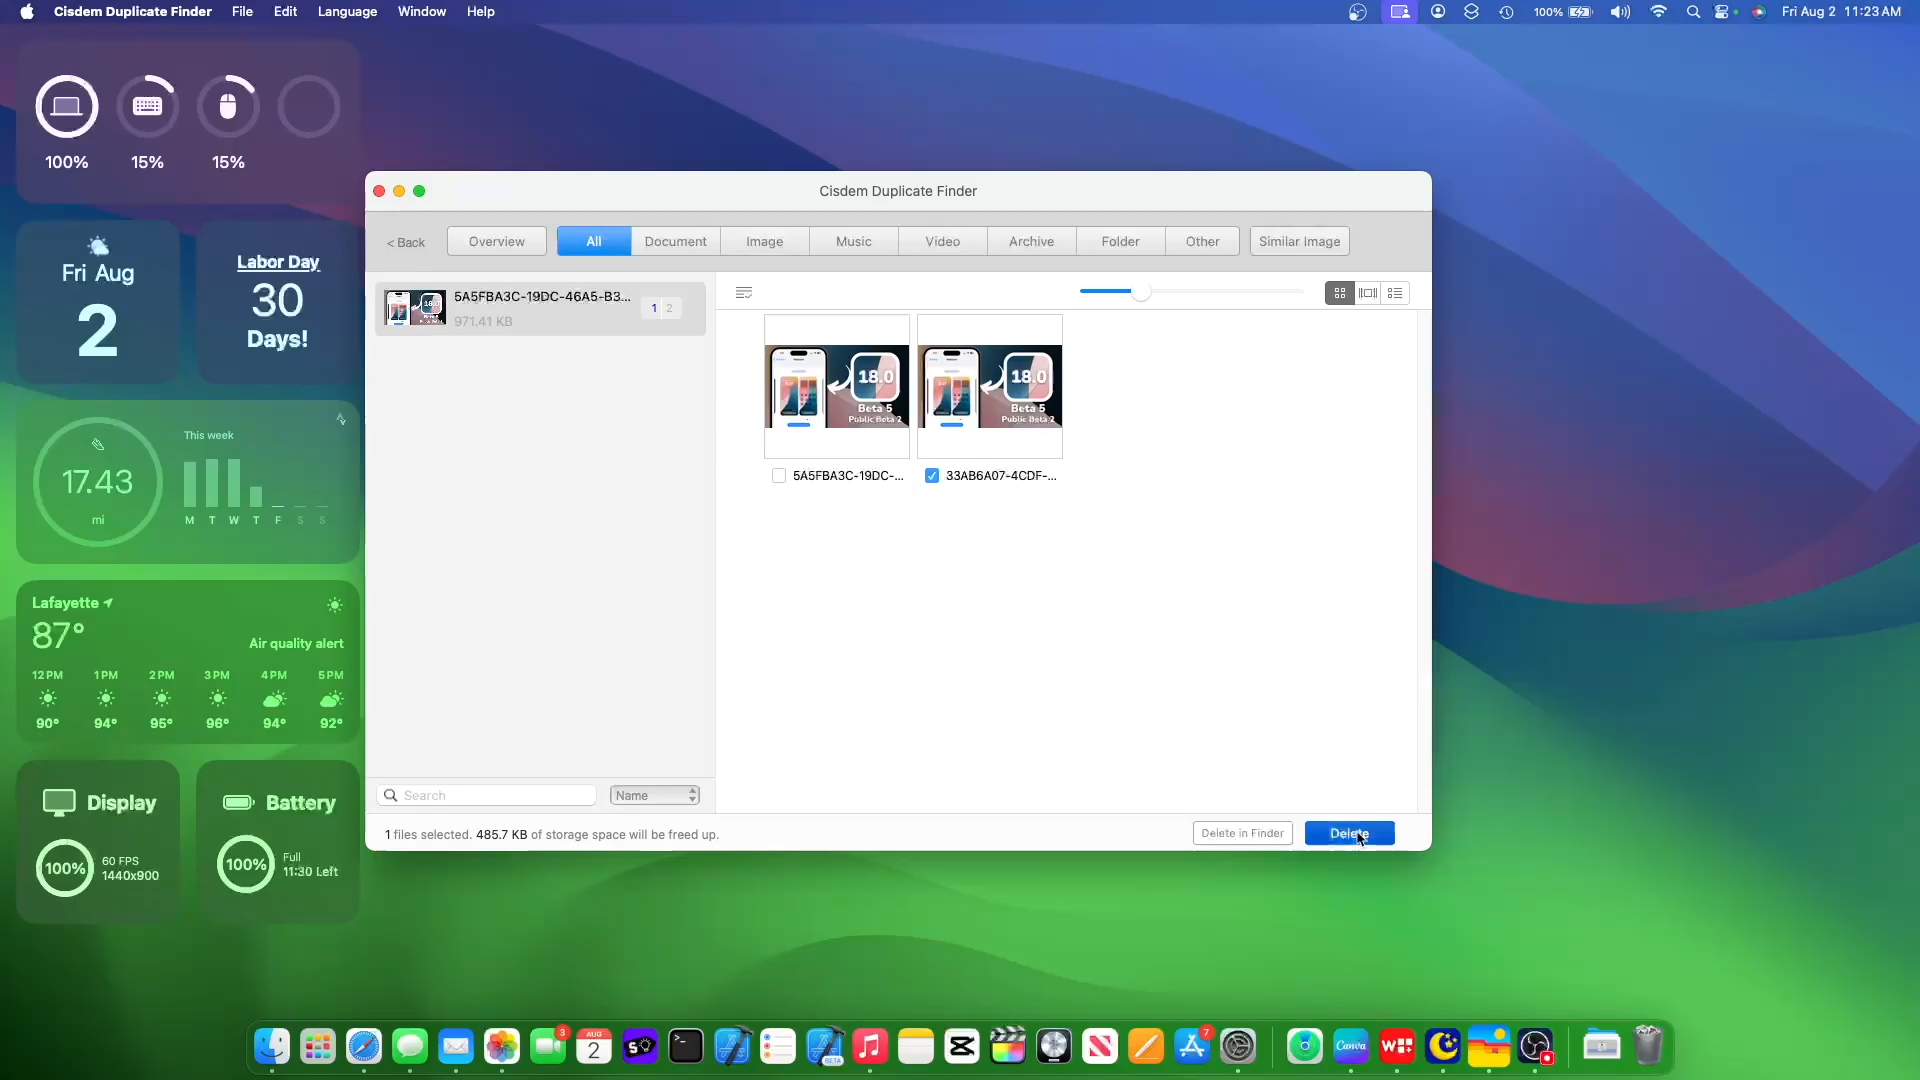 Cisdem Duplicate Finder File Edit Language Window Help 100% Fri Aug 2 11:23 AM
100% 15% 15%
Fri Aug
2
Labor Day
30
Days!
This week
17.43
mi
M T W T F S S
Lafayette
87°
Air quality alert
12 PM 1 PM 2 PM 3 PM 4 PM 5 PM
90° 94° 95° 96° 94° 92°
Display
100%
60 FPS
1440x900
Battery
100%
Full
11:30 Left
Cisdem Duplicate Finder
< Back Overview All Document Image Music Video Archive Folder Other Similar Image
5A5FBA3C-19DC-46A5-B3...
971.41 KB
1 2
18.0 18.0
Beta 5 Beta 5
Public Beta 2 Public Beta 2
5A5FBA3C-19DC-... 33AB6A07-4CDF-...
Search Name
1 files selected. 485.7 KB of storage space will be freed up.
Delete in Finder Delete
3 AUG 2 BETA 7 Canva